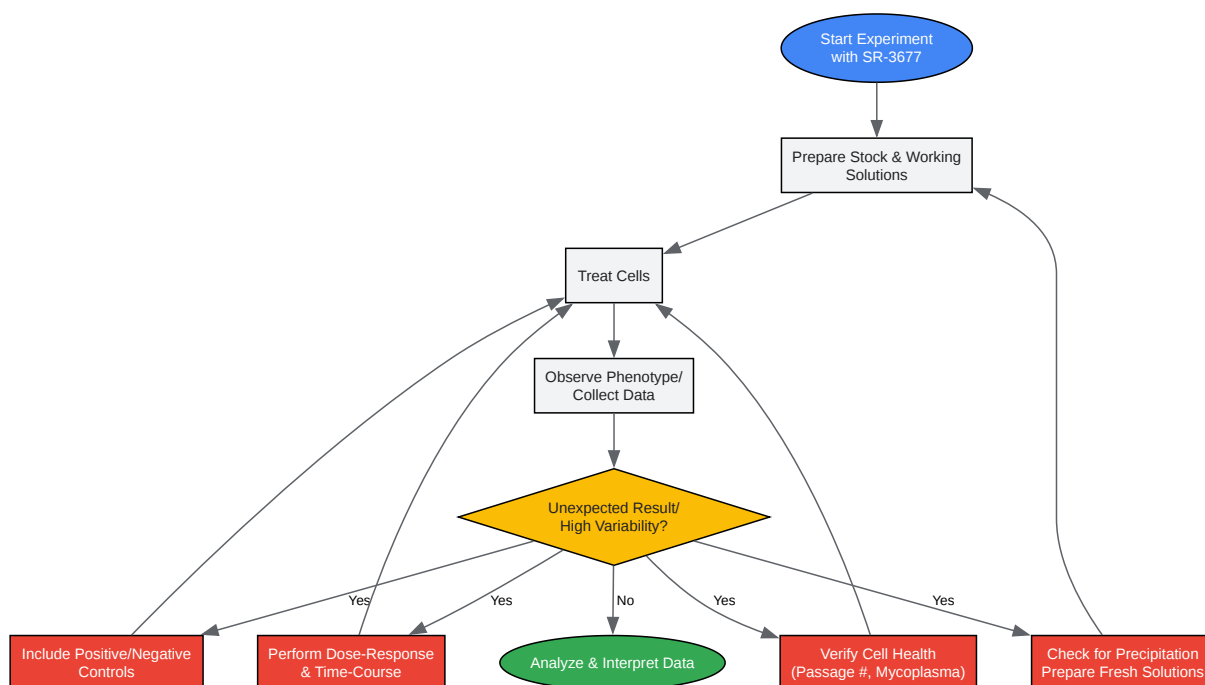 Start Experiment
with SR-3677
Prepare Stock & Working
Solutions
Treat Cells
Observe Phenotype/
Collect Data
Unexpected Result/
High Variability?
Yes
Yes
No
Yes
Yes
Include Positive/Negative
Controls
Perform Dose-Response
& Time-Course
Analyze & Interpret Data
Verify Cell Health
(Passage #, Mycoplasma)
Check for Precipitation
Prepare Fresh Solutions